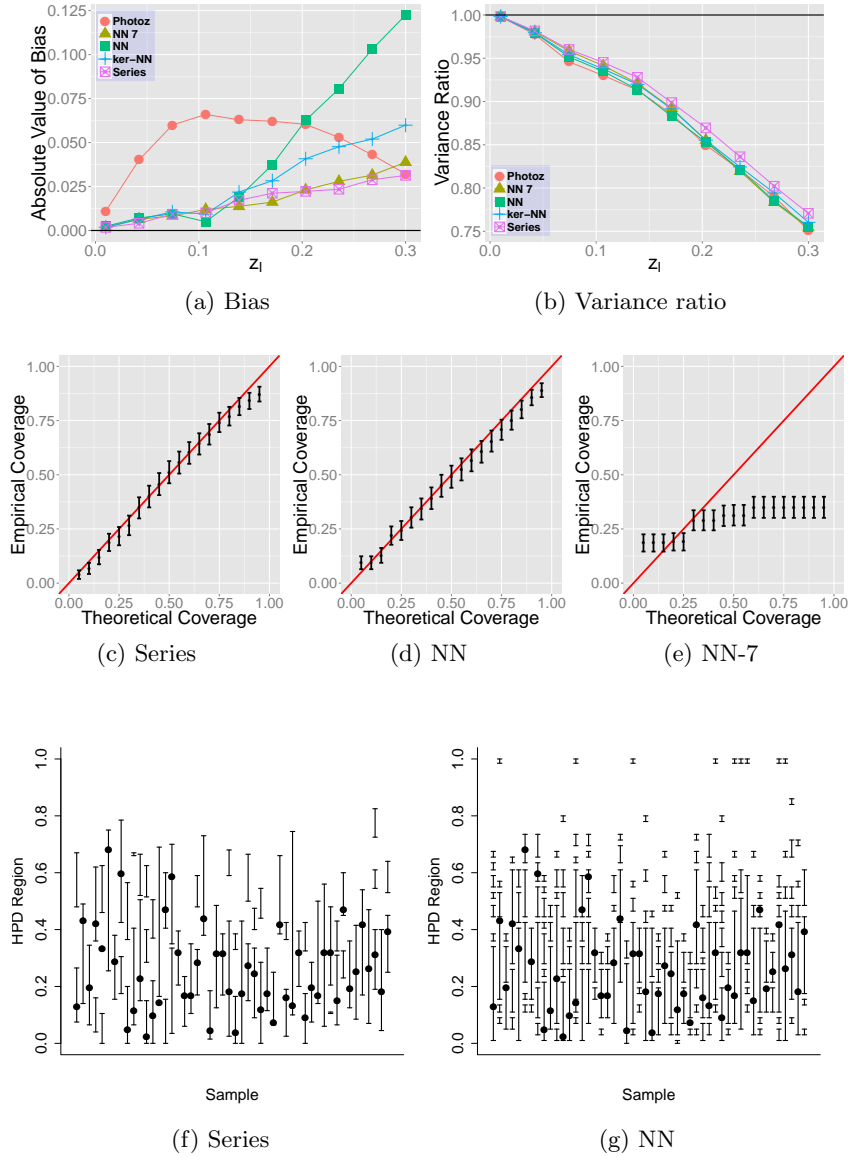 0.125
0.100
0.075
0.050
0.025
0.000
Absolute Value of Bias
Photoz
NN 7
NN
ker-NN
Series
0.0 0.1 0.2 0.3
z_l
(a) Bias
1.00
0.95
0.90
0.85
0.80
0.75
Variance Ratio
Photoz
NN 7
NN
ker-NN
Series
0.0 0.1 0.2 0.3
z_l
(b) Variance ratio
1.00
0.75
0.50
0.25
0.00
Empirical Coverage
0.00 0.25 0.50 0.75 1.00
Theoretical Coverage
(c) Series
1.00
0.75
0.50
0.25
0.00
Empirical Coverage
0.00 0.25 0.50 0.75 1.00
Theoretical Coverage
(d) NN
1.00
0.75
0.50
0.25
0.00
Empirical Coverage
0.00 0.25 0.50 0.75 1.00
Theoretical Coverage
(e) NN-7
1.0
0.8
0.6
0.4
0.2
0.0
HPD Region
Sample
(f) Series
1.0
0.8
0.6
0.4
0.2
0.0
HPD Region
Sample
(g) NN